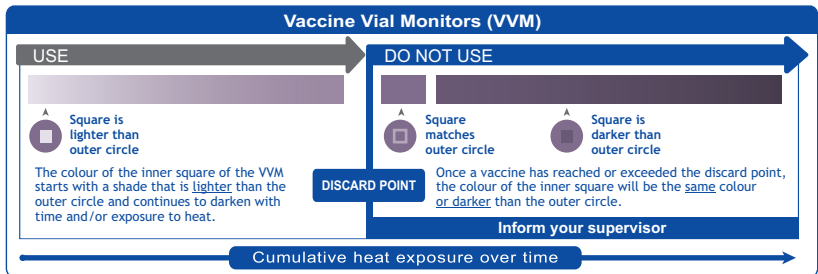 Vaccine Vial Monitors (VVM)
USE
Square is
lighter than
outer circle
The colour of the inner square of the VVM
starts with a shade that is lighter than the
outer circle and continues to darken with
time and/or exposure to heat.
DISCARD POINT
DO NOT USE
Square
matches
outer circle
Square is
darker than
outer circle
Once a vaccine has reached or exceeded the discard point,
the colour of the inner square will be the same colour
or darker than the outer circle.
Inform your supervisor
Cumulative heat exposure over time